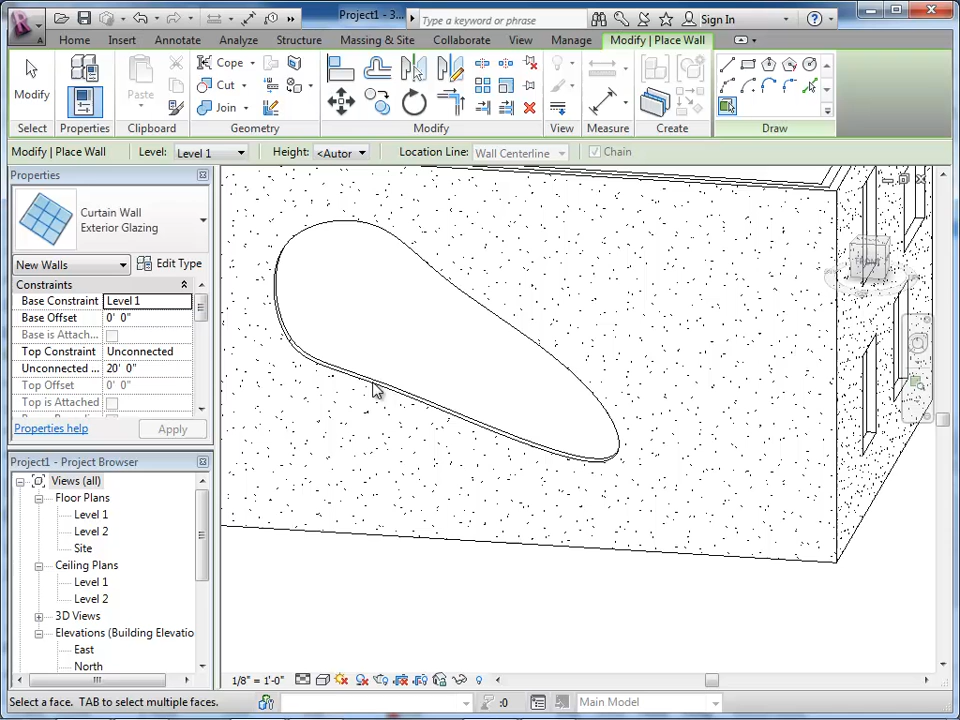 Project1 - 3...
Type a keyword or phrase
Sign In
Home Insert Annotate Analyze Structure Massing & Site Collaborate View Manage Modify | Place Wall
Modify
Paste
Cope
Cut
Join
Select Properties Clipboard Geometry Modify View Measure Create Draw
Modify | Place Wall Level: Level 1 Height: <Autor Location Line: Wall Centerline Chain
Properties
Curtain Wall
Exterior Glazing
New Walls Edit Type
Constraints
Base Constraint Level 1
Base Offset 0' 0"
Base is Attach...
Top Constraint Unconnected
Unconnected ... 20' 0"
Top Offset 0' 0"
Top is Attached
Properties help Apply
FRONT
Project1 - Project Browser
Views (all)
Floor Plans
Level 1
Level 2
Site
Ceiling Plans
Level 1
Level 2
3D Views
Elevations (Building Elevatio
East
North
1/8" = 1'-0"
Select a face. TAB to select multiple faces.
:0
Main Model